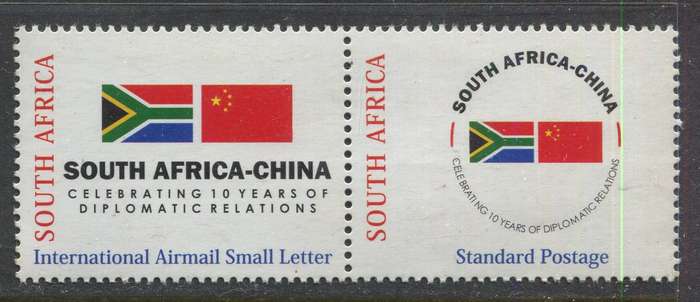 SOUTH AFRICA
SOUTH AFRICA-CHINA
CELEBRATING 10 YEARS OF
DIPLOMATIC RELATIONS
International Airmail Small Letter
SOUTH AFRICA
SOUTH AFRICA-CHINA
CELEBRATING 10 YEARS OF DIPLOMATIC RELATIONS
Standard Postage